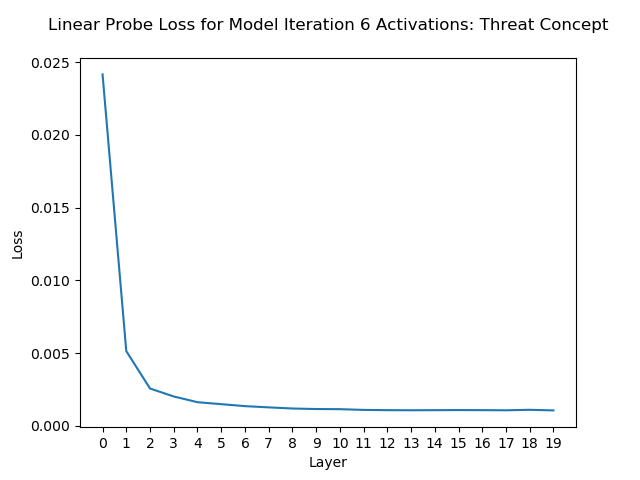 Linear Probe Loss for Model Iteration 6 Activations: Threat Concept
0.025
0.020
0.015
0.010
0.005
0.000
Loss
0 1 2 3 4 5 6 7 8 9 10 11 12 13 14 15 16 17 18 19
Layer